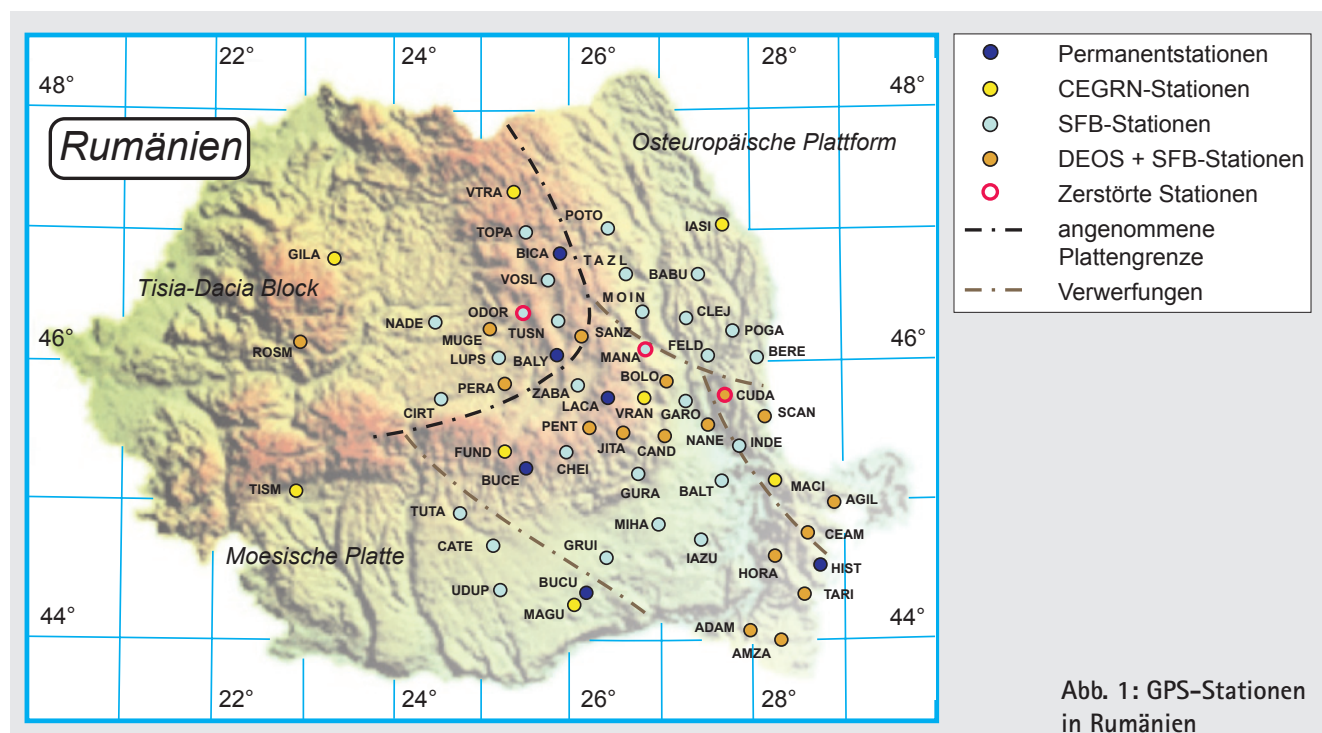 22°
24°
26°
28°
48°
48°
Rumänien
Osteuropäische Plattform
VTRA
POTO
IASI
TOPA
BICA
GILA
TAZL
BABU
VOSL
Tisia-Dacia Block
MOIN
ODOR
CLEJ
NADE
TUSN
SANZ
POGA
46°
46°
MUGE
ROSM
FELD
BERE
LUPS
BALY
MANA
BOLO
PERA
ZABA
CUDA
LACA
CIRT
VRAN
GARO
SCAN
PENT
NANE
INDE
JITA
CAND
FUND
CHEI
BUCE
GURA
BALT
MACI
TISM
AGIL
TUTA
MIHA
CEAM
CATE
GRUI
IAZU
Moesische Platte
HORA
HIST
BUCU
UDUP
TARI
MAGU
44°
44°
ADAM
AMZA
22°
24°
26°
28°
Permanentstationen
CEGRN-Stationen
SFB-Stationen
DEOS + SFB-Stationen
Zerstörte Stationen
angenommene
Plattengrenze
Verwerfungen
Abb. 1: GPS-Stationen
in Rumänien